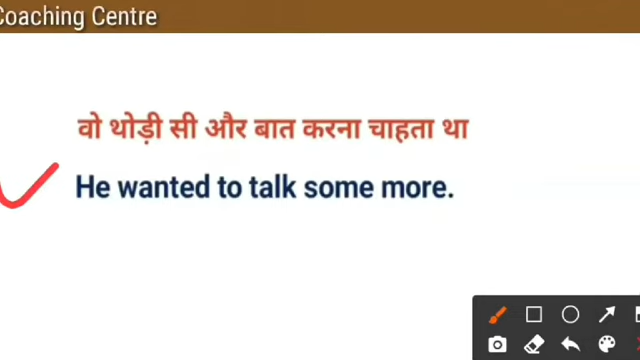 Coaching Centre
वो थोड़ी सी और बात करना चाहता था
He wanted to talk some more.